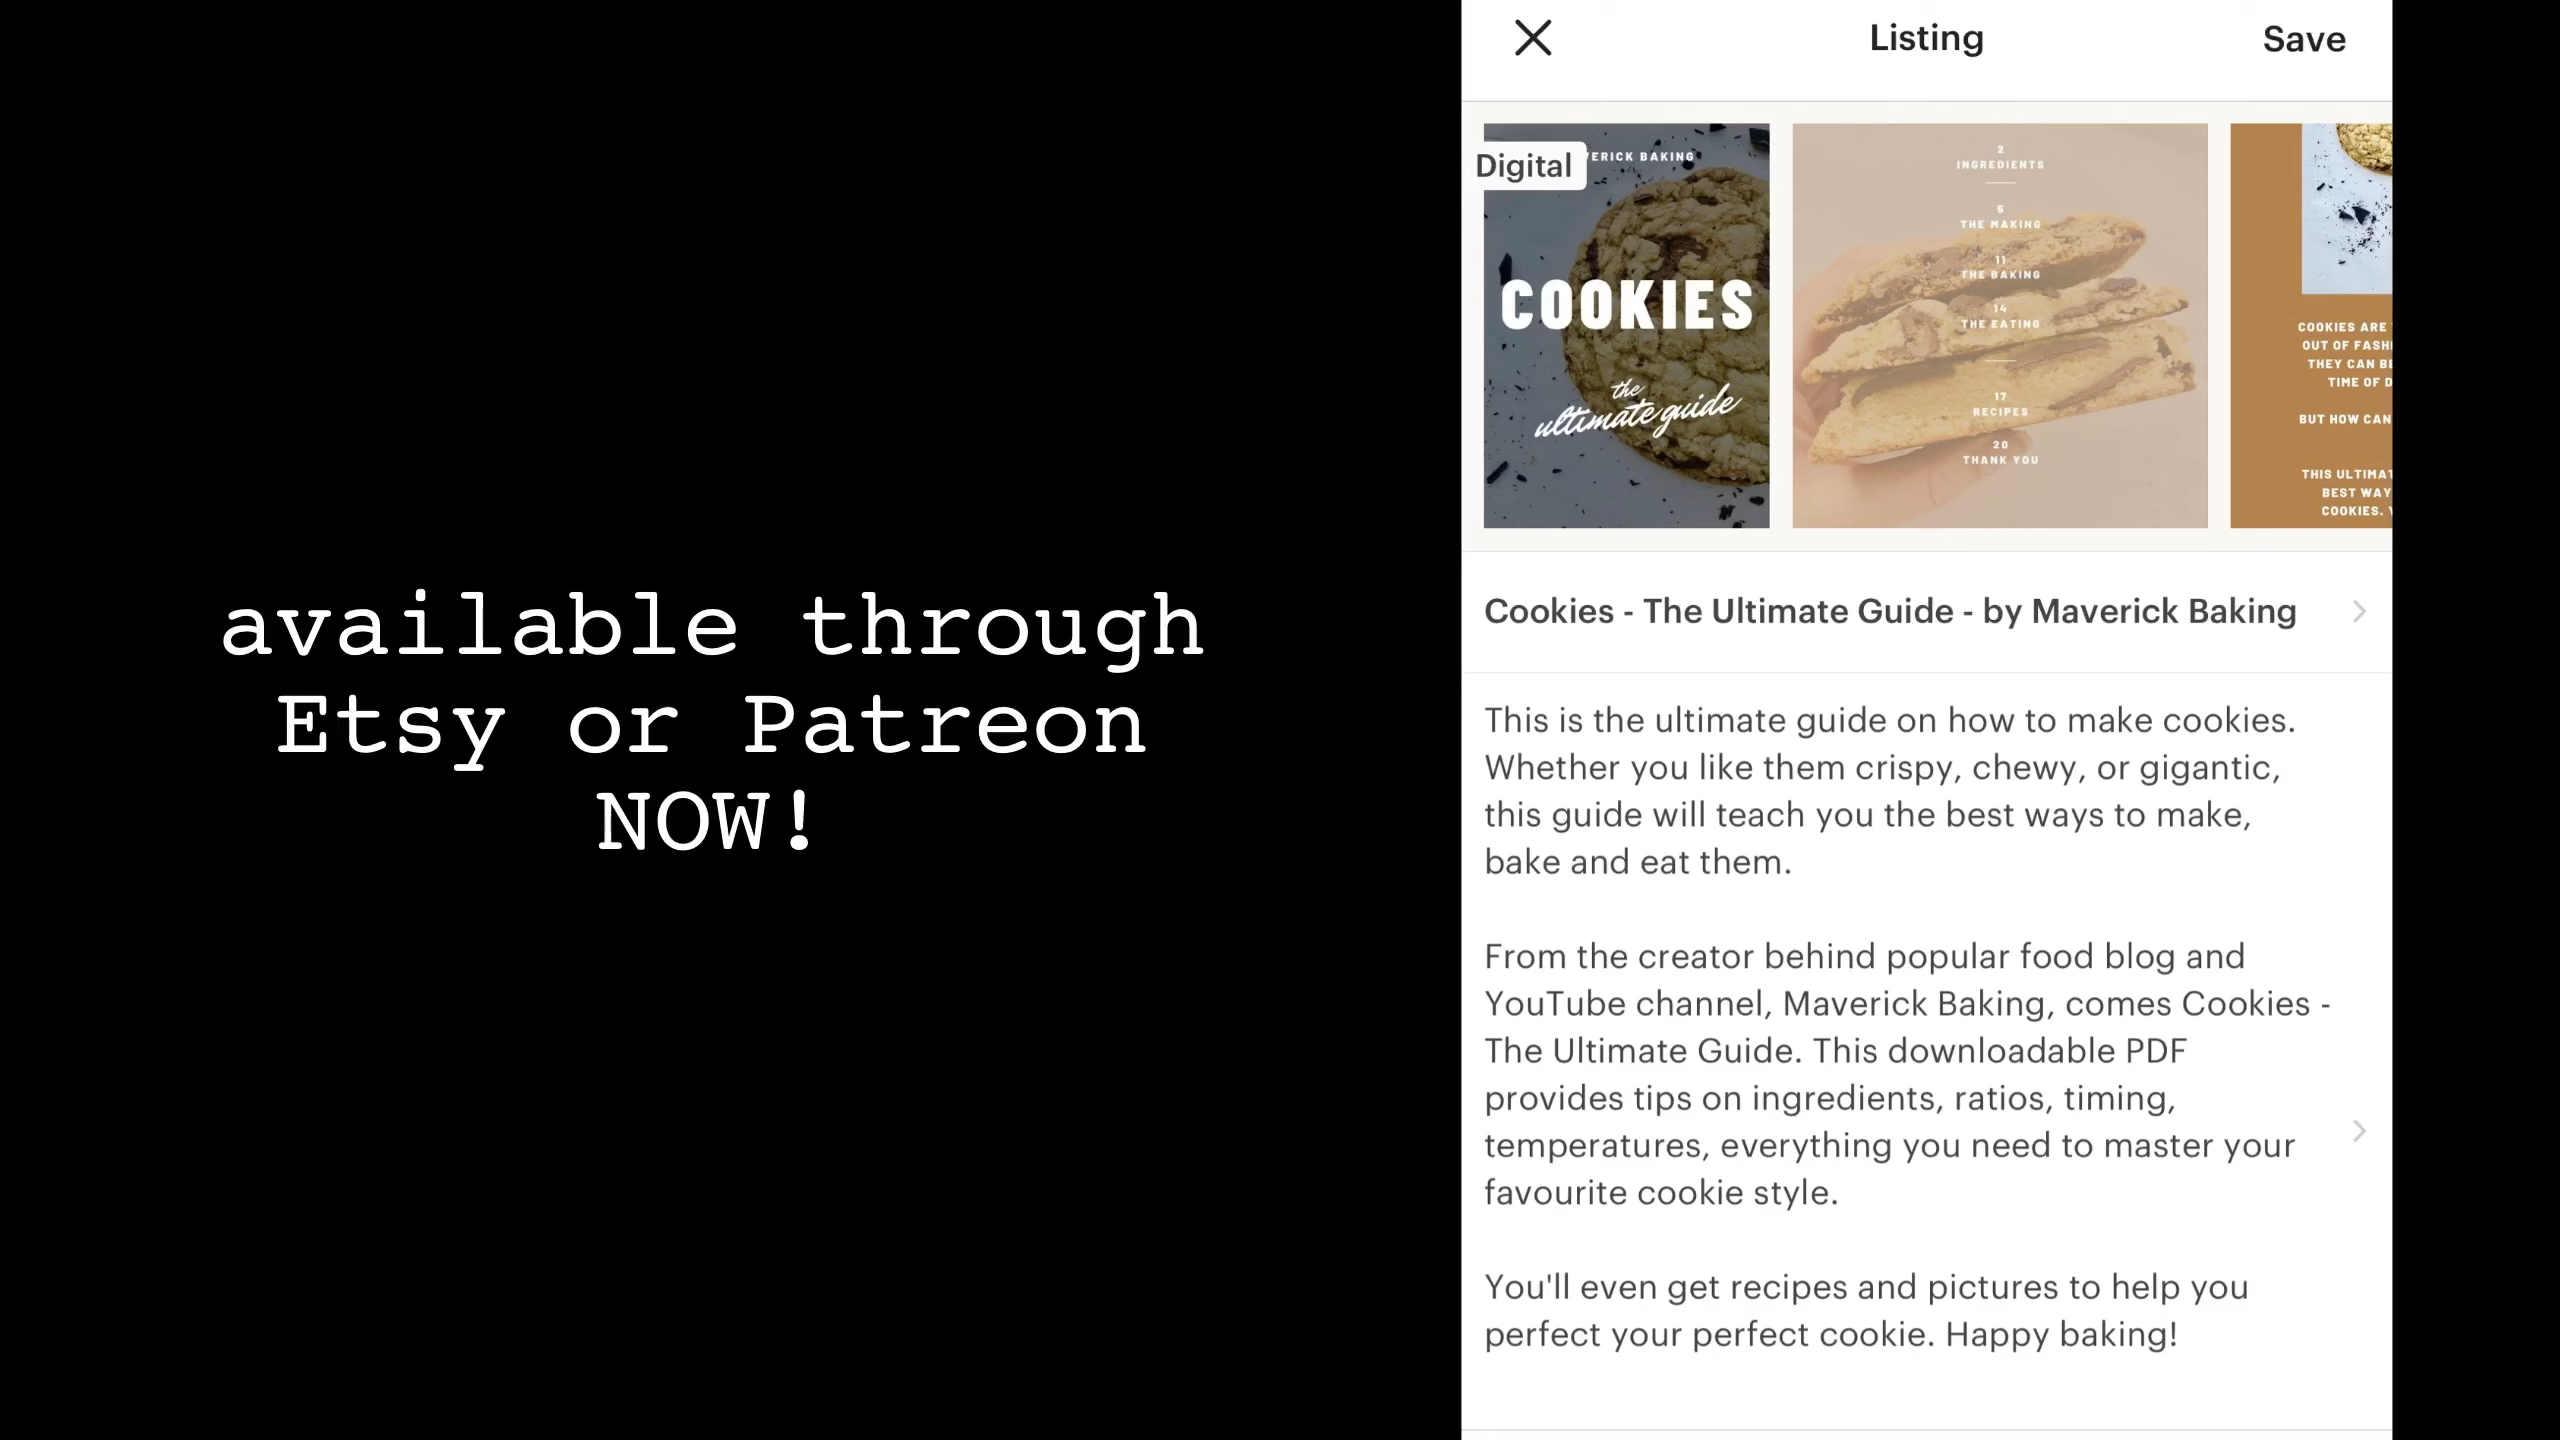 available through
Etsy or Patreon
NOW!
Listing
Save
Digital
COOKIES
the
ultimate guide
2
INGREDIENTS
5
THE MAKING
11
THE BAKING
14
THE EATING
17
RECIPES
20
THANK YOU
COOKIES ARE
OUT OF
THEY CAN
TIME OF
BUT HOW CAN
THIS
BEST WAY
COOKIES.
Cookies - The Ultimate Guide - by Maverick Baking
This is the ultimate guide on how to make cookies.
Whether you like them crispy, chewy, or gigantic,
this guide will teach you the best ways to make,
bake and eat them.
From the creator behind popular food blog and
YouTube channel, Maverick Baking, comes Cookies -
The Ultimate Guide. This downloadable PDF
provides tips on ingredients, ratios, timing,
temperatures, everything you need to master your
favourite cookie style.
You'll even get recipes and pictures to help you
perfect your perfect cookie. Happy baking!